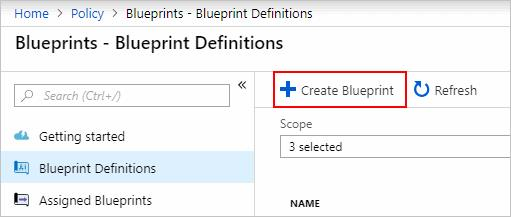 Home > Policy > Blueprints - Blueprint Definitions
Blueprints - Blueprint Definitions
Search (Ctrl+/)
«
Getting started
Blueprint Definitions
Assigned Blueprints
Create Blueprint
Refresh
Scope
3 selected
NAME